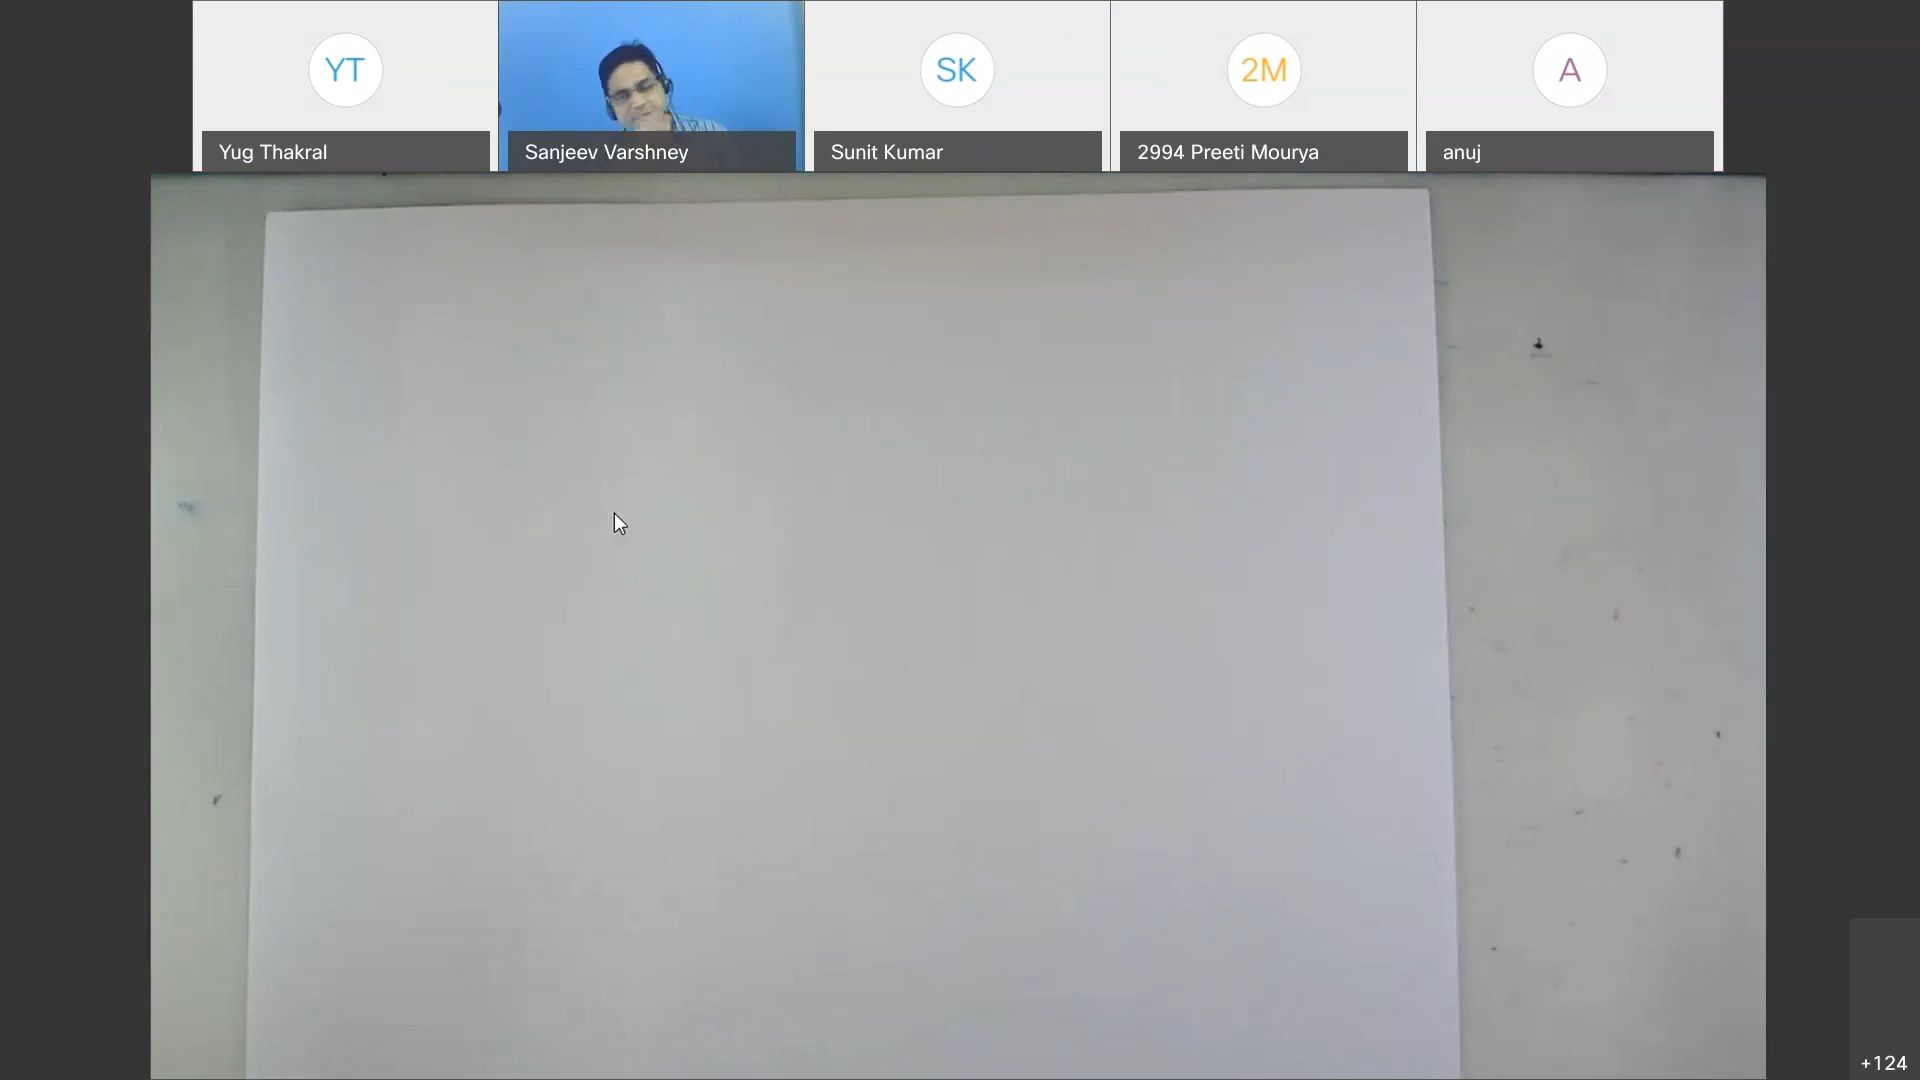 YT
SK
2M
A
Yug Thakral
Sanjeev Varshney
Sunit Kumar
2994 Preeti Mourya
anuj
+124